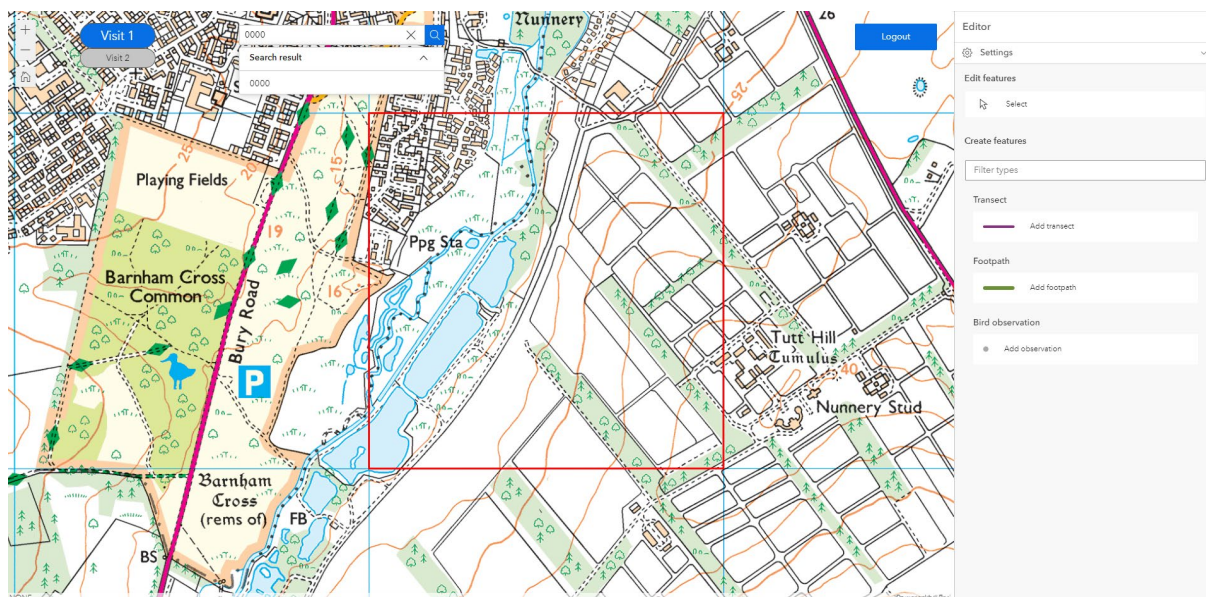 Visit 1
Visit 2
0000
Search result
0000
Logout
Editor
Settings
Edit features
Select
Create features
Filter types
Transect
Add transect
Footpath
Add footpath
Bird observation
Add observation
Nunnery
26
25
25
20
15
Playing Fields
19
Ppg Sta
16
Barnham Cross
Common
Bury Road
P
Tutt Hill
Tumulus
40
Nunnery Stud
Barnham
Cross
(rems of)
FB
BS